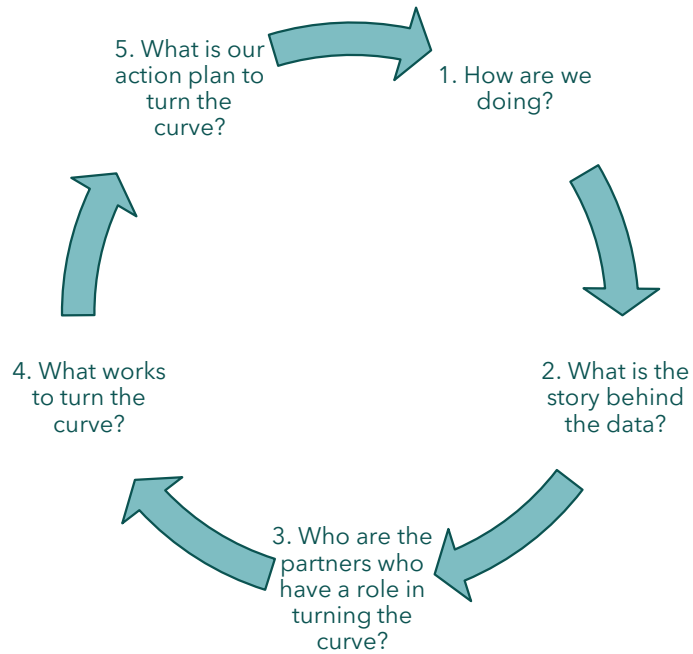 1. How are we
doing?
2. What is the
story behind
the data?
3. Who are the
partners who
have a role in
turning the
curve?
4. What works
to turn the
curve?
5. What is our
action plan to
turn the
curve?